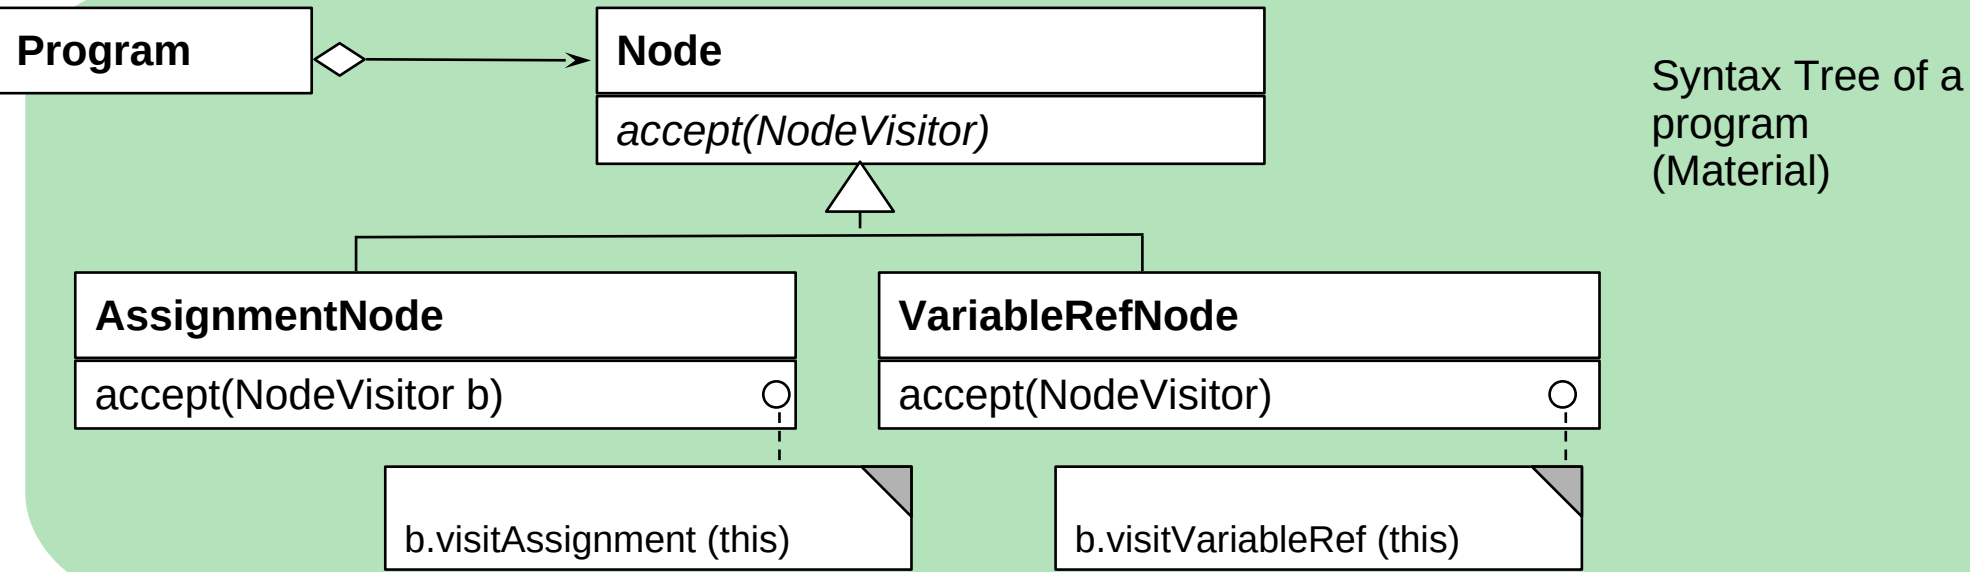 Program
Node
accept(NodeVisitor)
Syntax Tree of a
program
(Material)
AssignmentNode
accept(NodeVisitor b)
VariableRefNode
accept(NodeVisitor)
b.visitAssignment (this)
b.visitVariableRef (this)